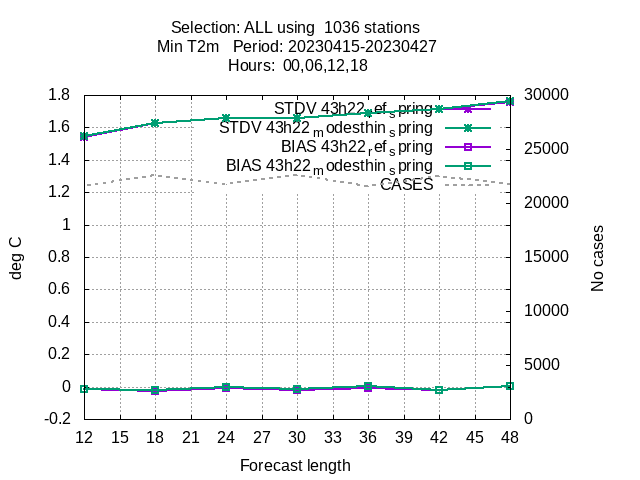 Selection: ALL using  1036 stations
Min T2m   Period: 20230415-20230427
Hours:  00,06,12,18
1.8
1.6
1.4
1.2
1
0.8
0.6
0.4
0.2
0
-0.2
deg C
STDV 43h22_ref_spring
STDV 43h22_modesthin_spring
BIAS 43h22_ref_spring
BIAS 43h22_modesthin_spring
CASES
30000
25000
20000
15000
10000
5000
0
No cases
12 15 18 21 24 27 30 33 36 39 42 45 48
Forecast length